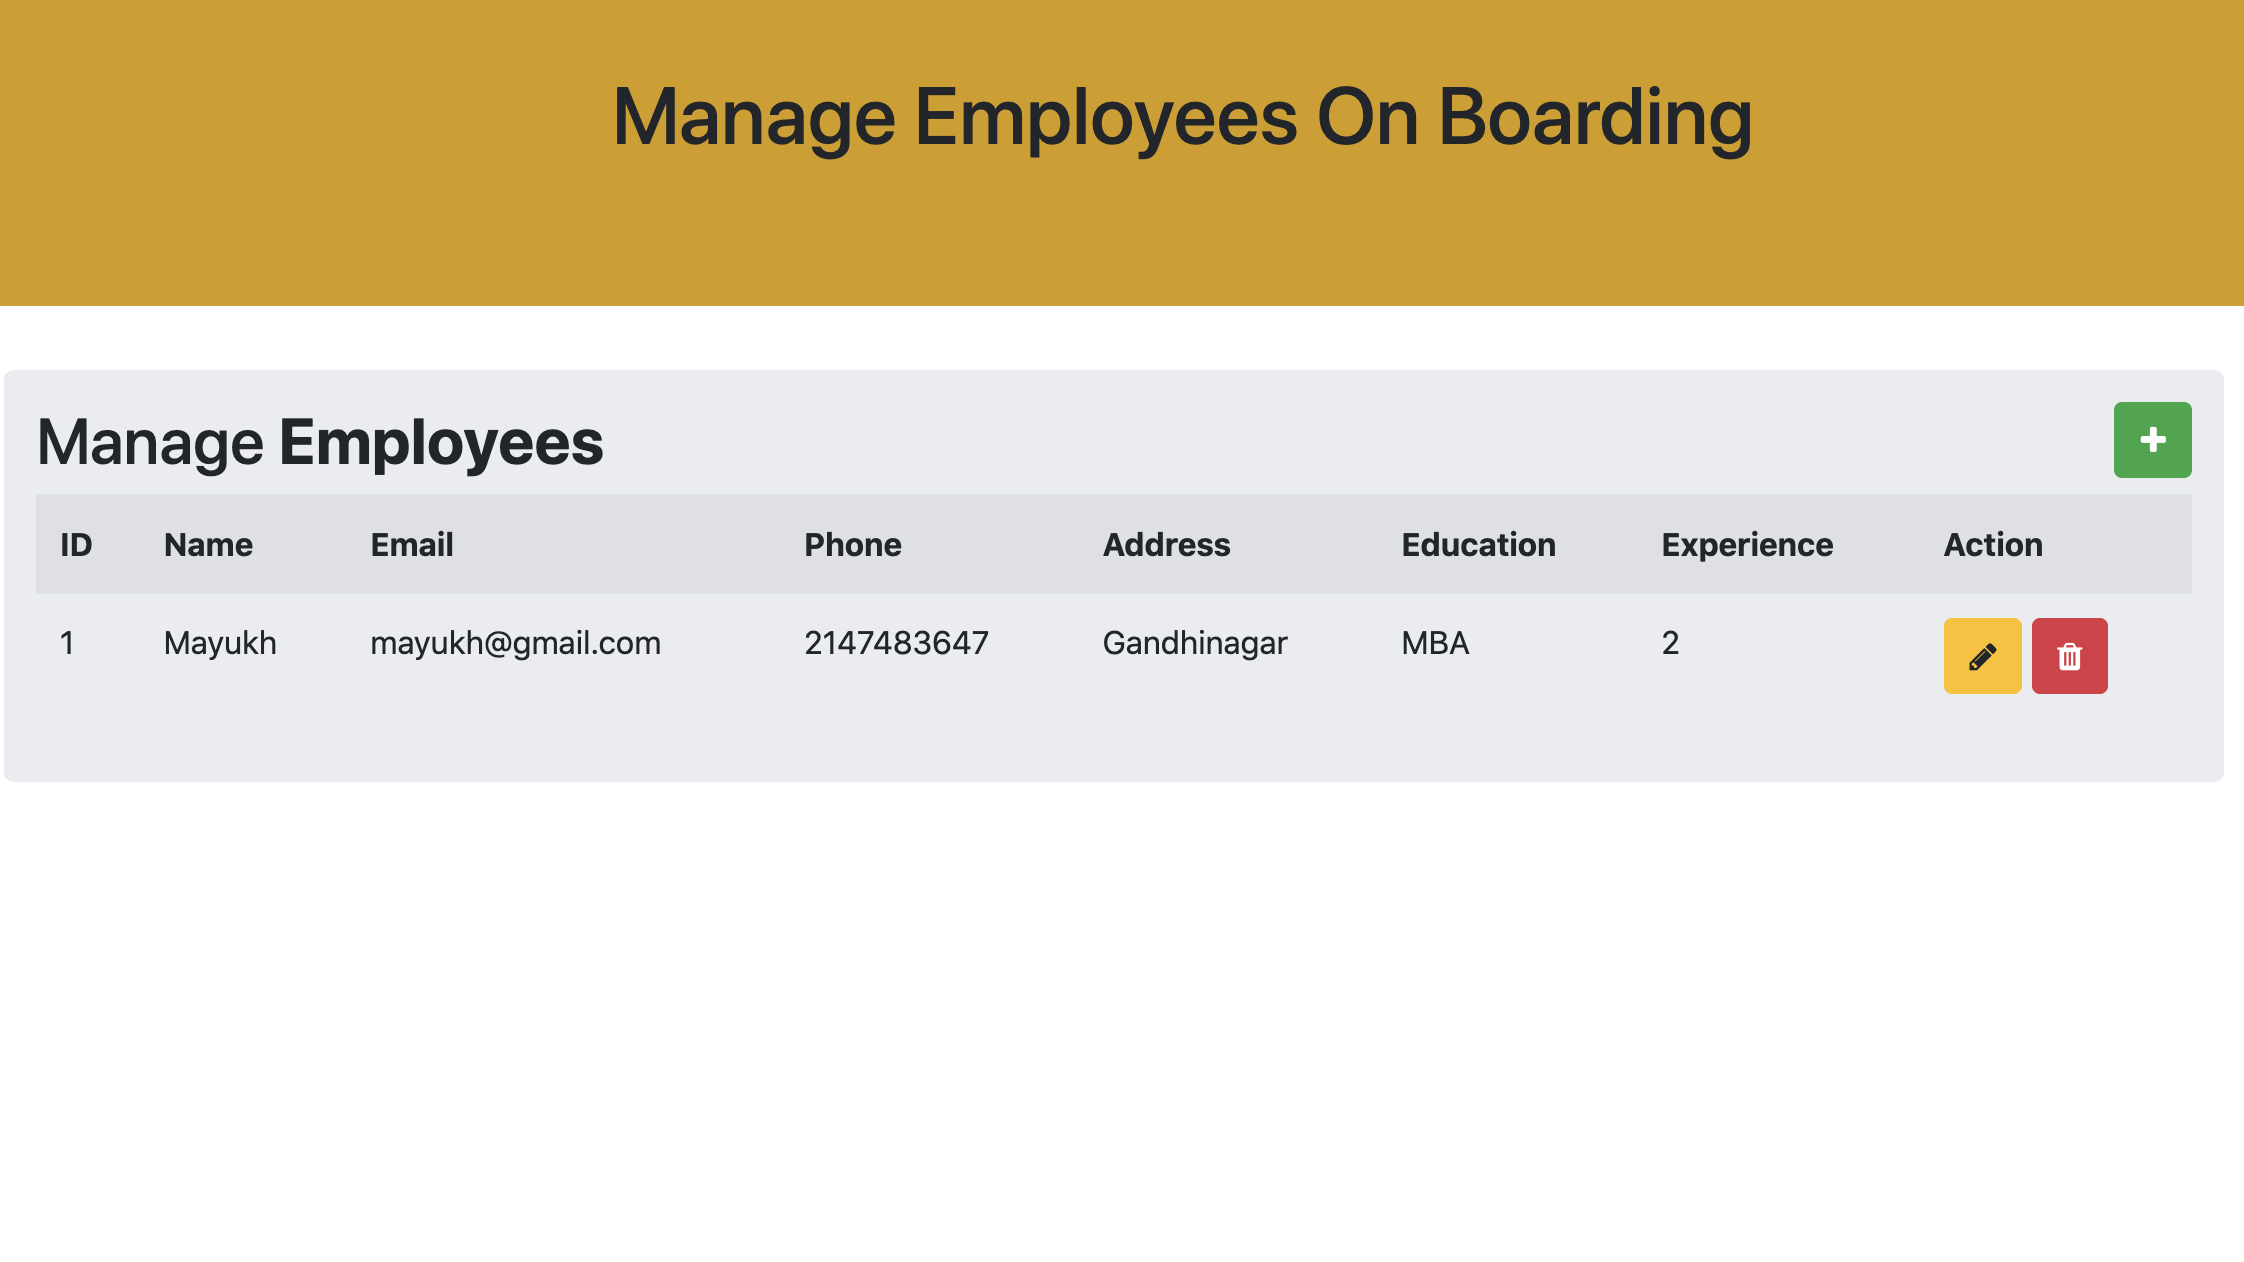 Manage Employees On Boarding
Manage Employees
ID Name Email Phone Address Education Experience Action
1 Mayukh mayukh@gmail.com 2147483647 Gandhinagar MBA 2